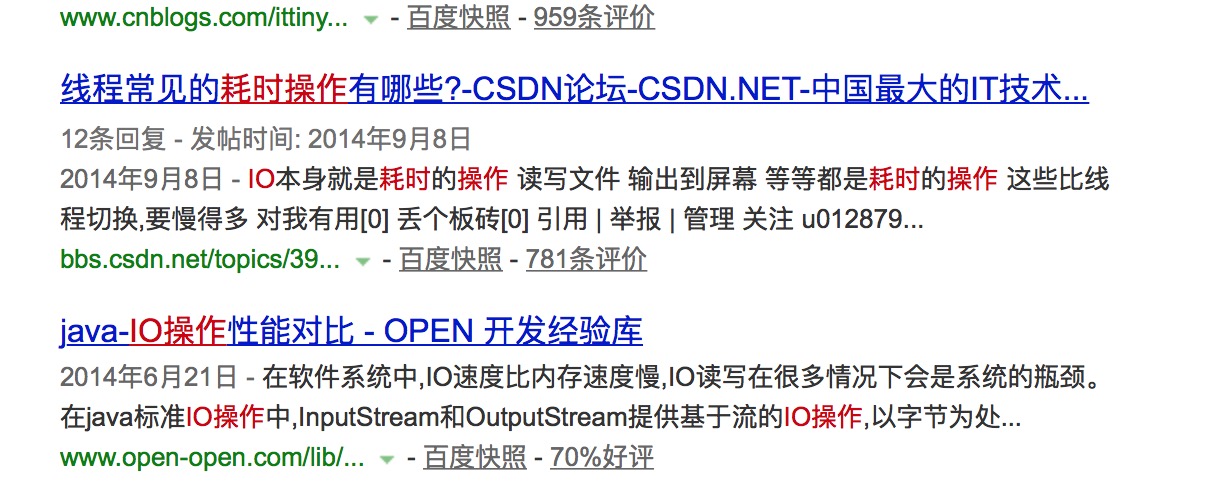 www.cnblogs.com/ittiny... - 百度快照 - 959条评价
线程常见的耗时操作有哪些?-CSDN论坛-CSDN.NET-中国最大的IT技术...
12条回复 - 发帖时间: 2014年9月8日
2014年9月8日 - IO本身就是耗时的操作 读写文件 输出到屏幕 等等都是耗时的操作 这些比线
程切换,要慢得多 对我有用[0] 丢个板砖[0] 引用 | 举报 | 管理 关注 u012879...
bbs.csdn.net/topics/39... - 百度快照 - 781条评价
java-IO操作性能对比 - OPEN 开发经验库
2014年6月21日 - 在软件系统中,IO速度比内存速度慢,IO读写在很多情况下会是系统的瓶颈。
在java标准IO操作中,InputStream和OutputStream提供基于流的IO操作,以字节为处...
www.open-open.com/lib/... - 百度快照 - 70%好评